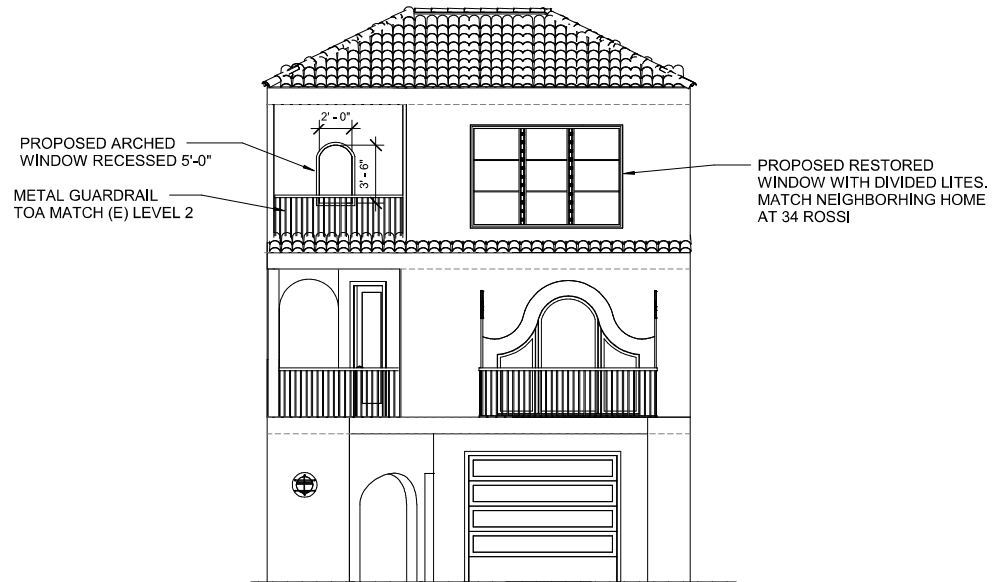 2' - 0"
PROPOSED ARCHED
WINDOW RECESSED 5'-0"
3' - 6"
METAL GUARDRAIL
TOA MATCH (E) LEVEL 2
PROPOSED RESTORED
WINDOW WITH DIVIDED LITES.
MATCH NEIGHBORHING HOME
AT 34 ROSSI